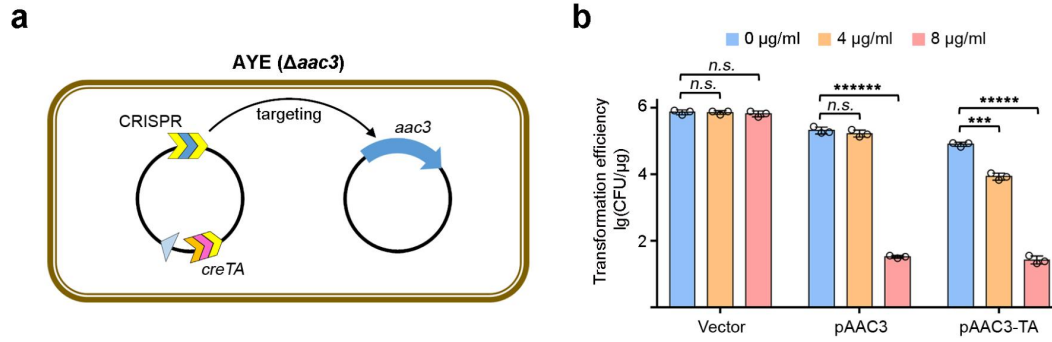 a
AYE (Δaac3)
CRISPR
targeting
aac3
creTA
b
0 μg/ml 4 μg/ml 8 μg/ml
n.s.
n.s.
******
n.s.
*****
***
Transformation efficiency
lg(CFU/μg)
6
4
2
Vector pAAC3 pAAC3-TA